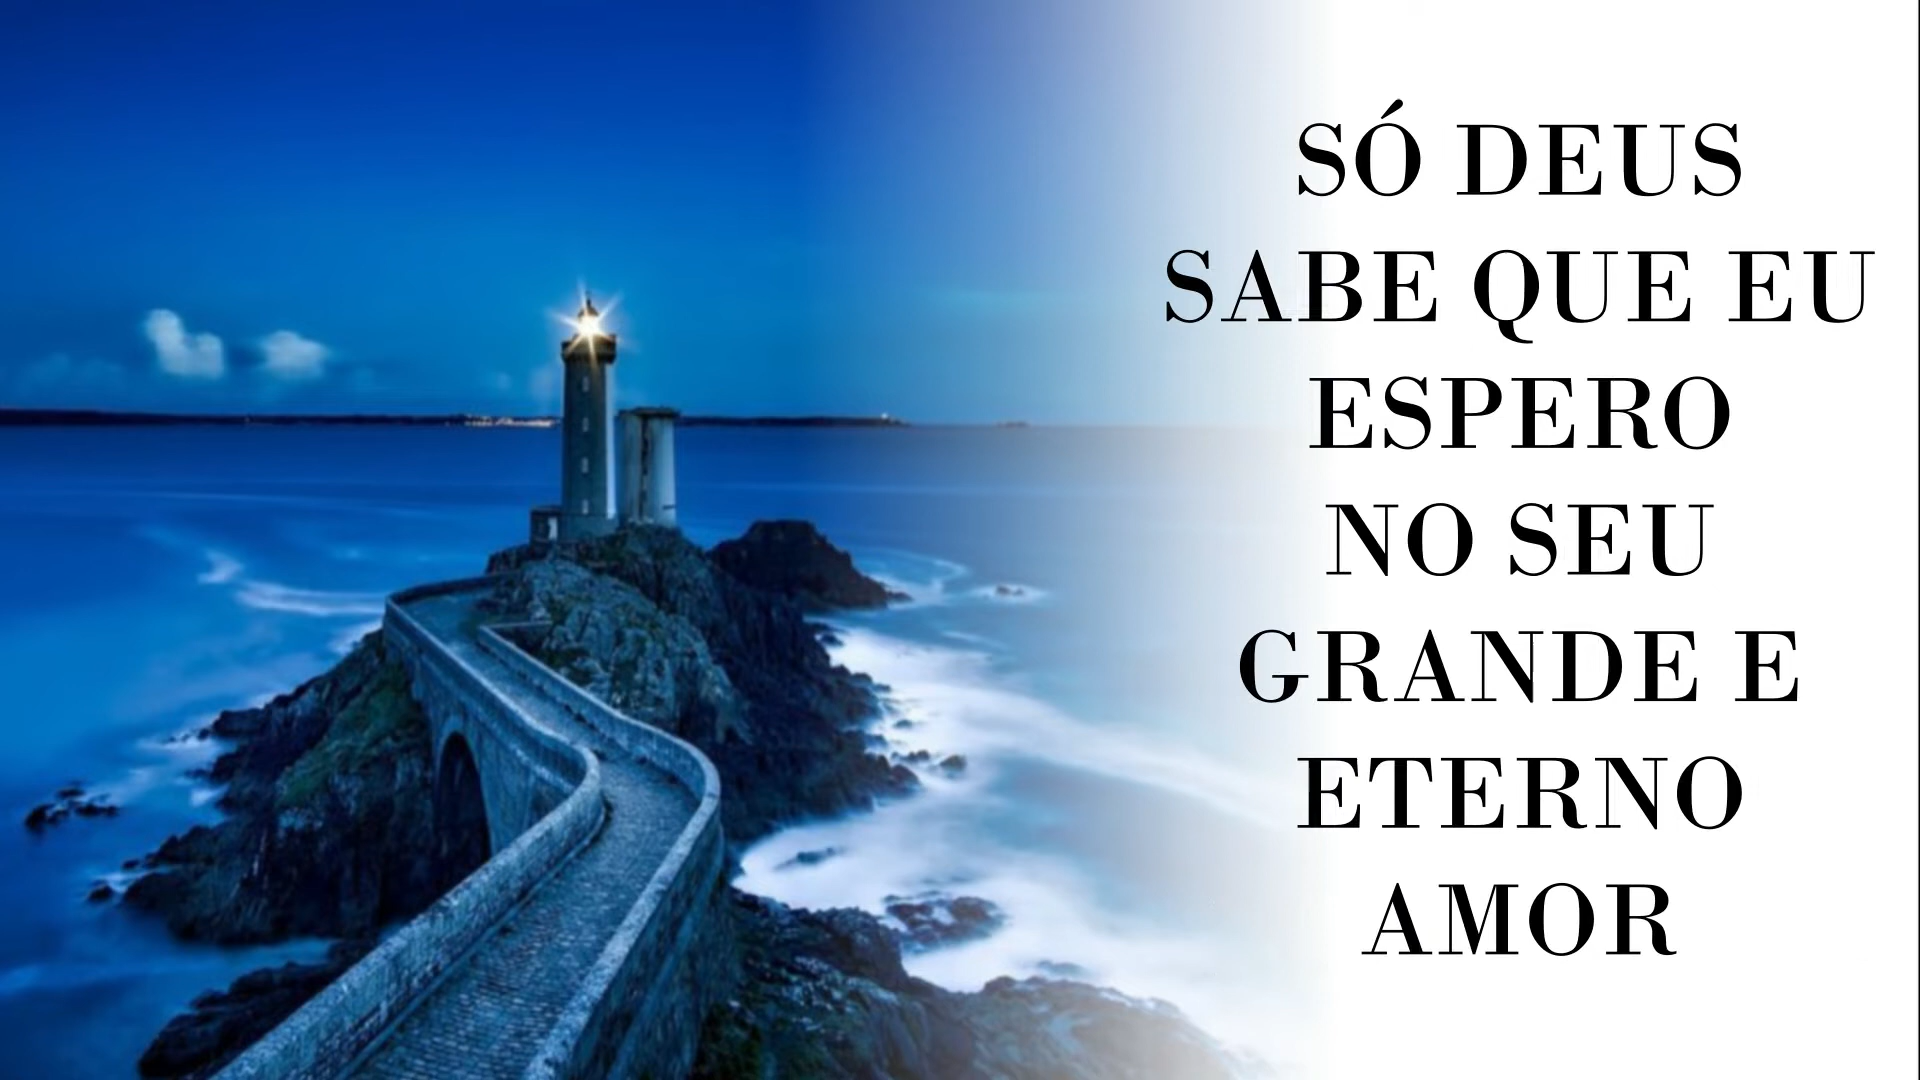 SÓ DEUS
SABE QUE EU
ESPERO
NO SEU
GRANDE E
ETERNO
AMOR